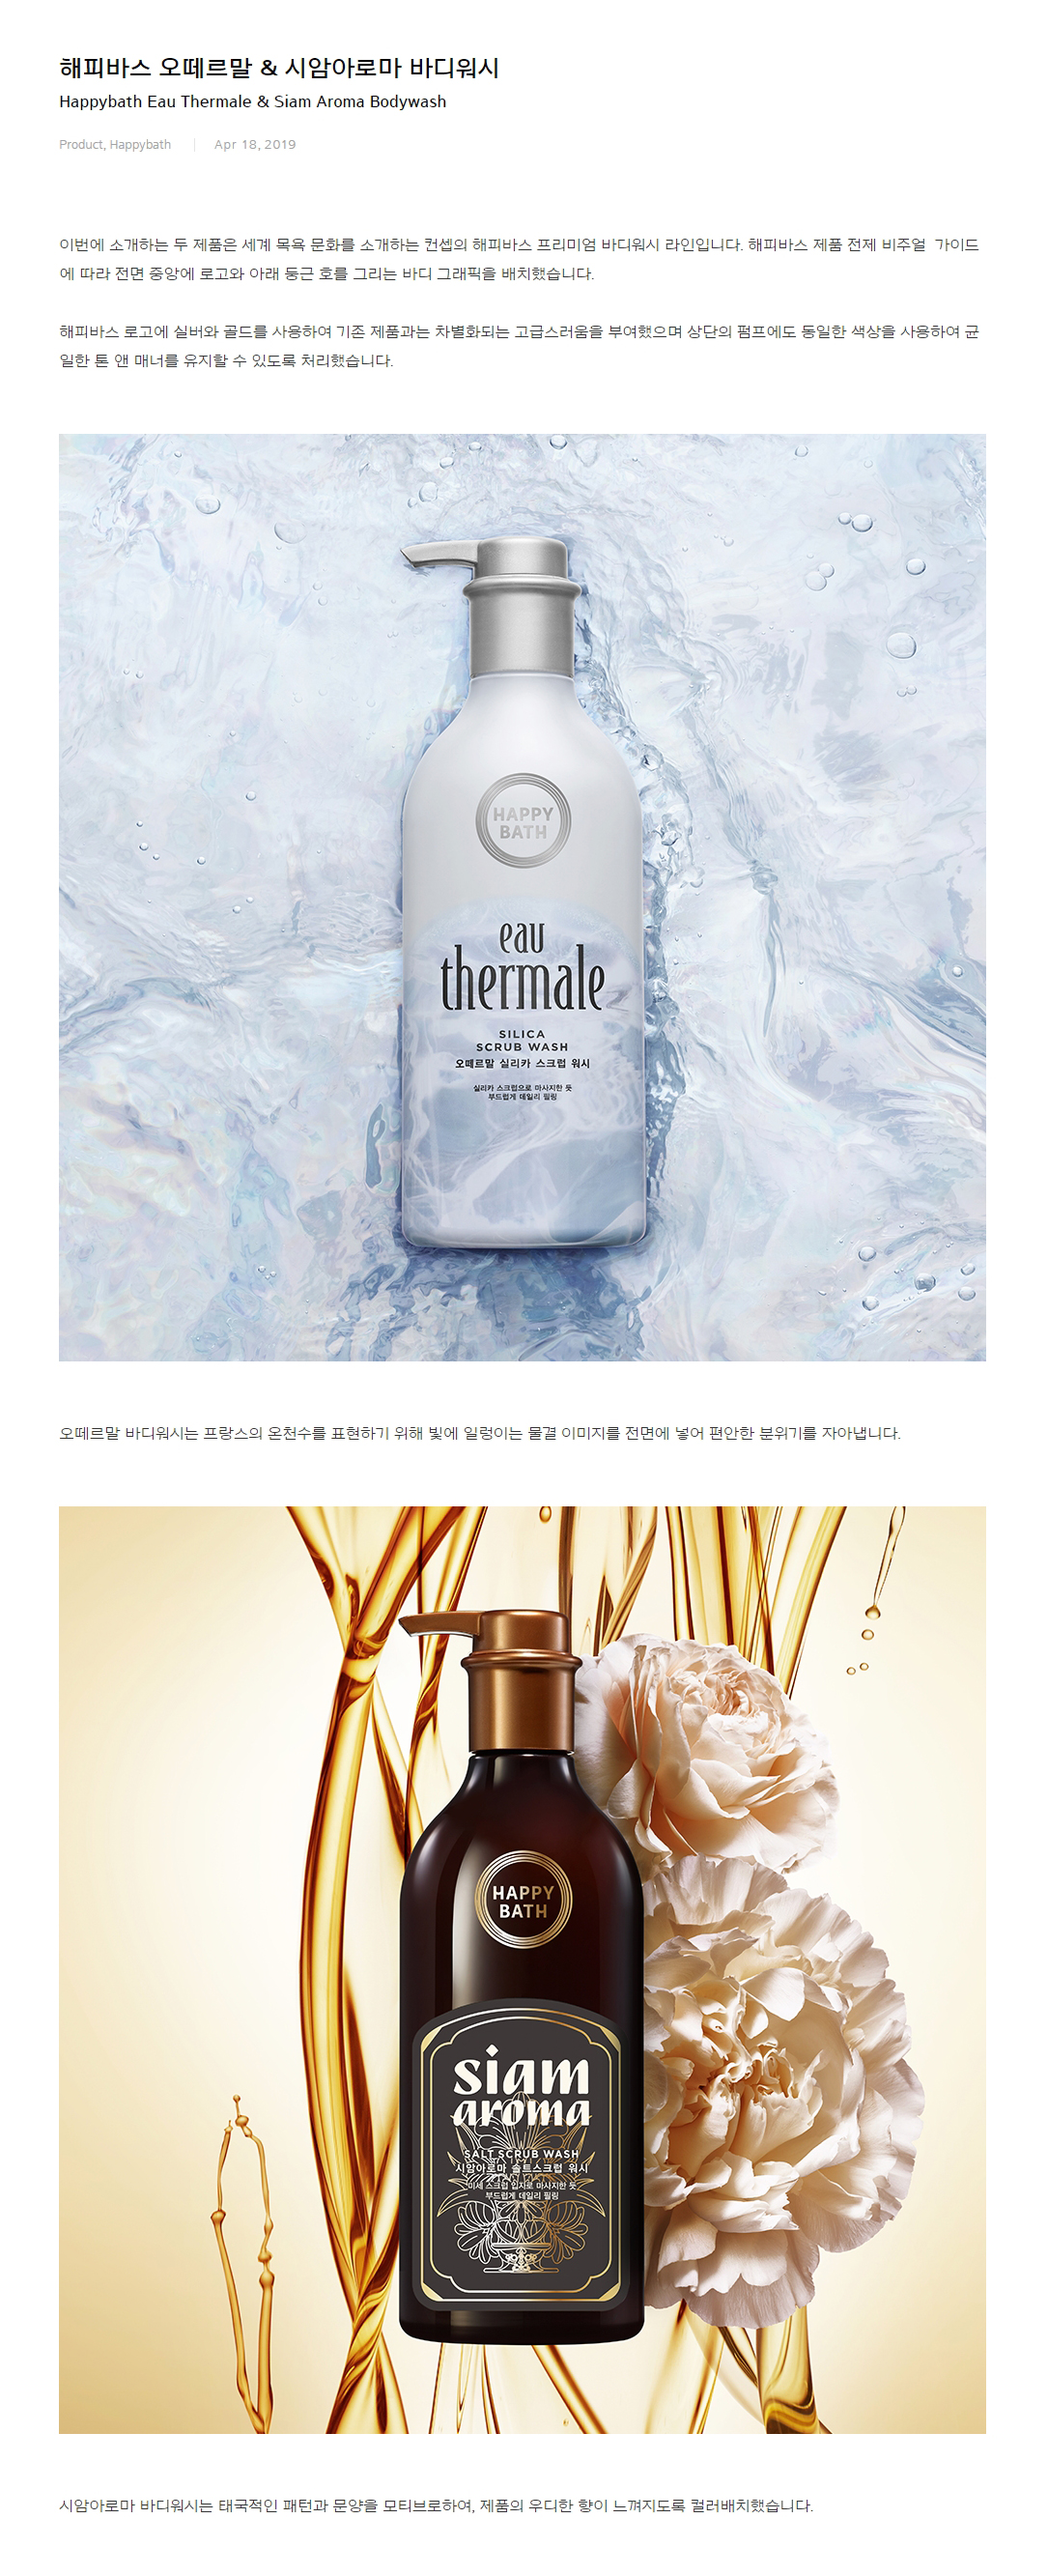 해피바스 오떼르말 & 시암아로마 바디워시
Happybath Eau Thermale & Siam Aroma Bodywash
Product, Happybath
Apr 18, 2019
이번에 소개하는 두 제품은 세계 목욕 문화를 소개하는 컨셉의 해피바스 프리미엄 바디워시 라인입니다. 해피바스 제품 전제 비주얼 가이드
에 따라 전면 중앙에 로고와 아래 둥근 호를 그리는 바디 그래픽을 배치했습니다.
해피바스 로고에 실버와 골드를 사용하여 기존 제품과는 차별화되는 고급스러움을 부여했으며 상단의 펌프에도 동일한 색상을 사용하여 균
일한 톤 앤 매너를 유지할 수 있도록 처리했습니다.
HAPPY
BATH
eau
thermale
SILICA
SCRUB WASH
오떼르말 실리카 스크럽 워시
실리카 스크럽으로 마사지한 듯
부드럽게 데일리 필링
오떼르말 바디워시는 프랑스의 온천수를 표현하기 위해 빛에 일렁이는 물결 이미지를 전면에 넣어 편안한 분위기를 자아냅니다.
HAPPY
BATH
siam
aroma
SALT SCRUB WASH
시암아로마 솔트스크럽 워시
미세 스크럽 입자로 마사지한 듯
부드럽게 데일리 필링
시암아로마 바디워시는 태국적인 패턴과 문양을 모티브로하여, 제품의 우디한 향이 느껴지도록 컬러배치했습니다.